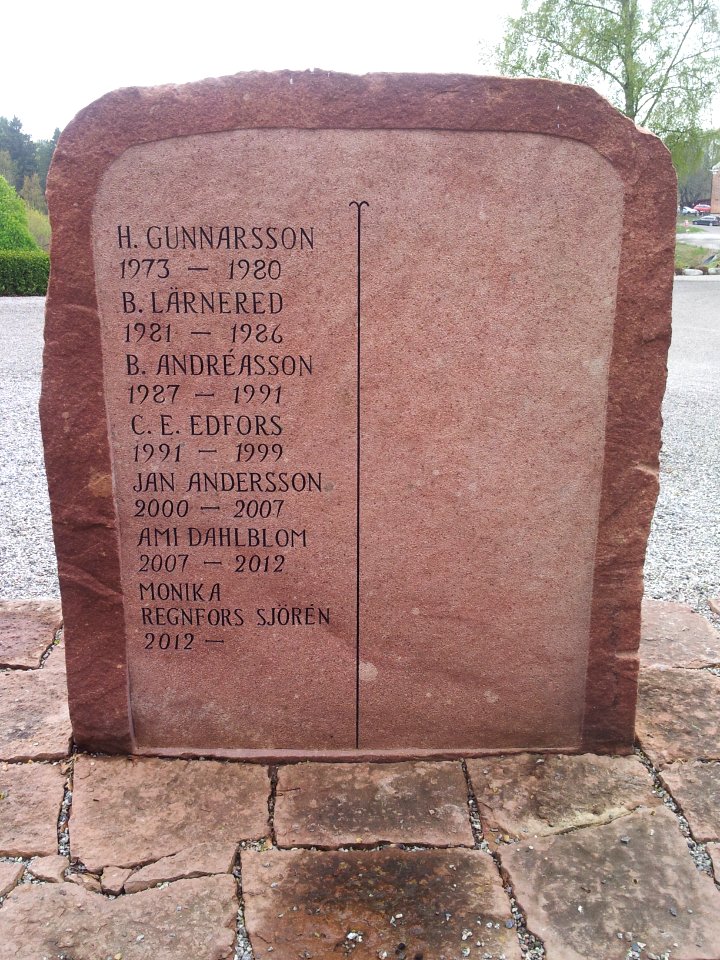 H. GUNNARSSON
1973 — 1980
B. LÄRNERED
1981 — 1986
B. ANDRÉASSON
1987 — 1991
C. E. EDFORS
1991 — 1999
JAN ANDERSSON
2000 — 2007
AMI DAHLBLOM
2007 — 2012
MONIKA
REGNFORS SJÖRÉN
2012 —